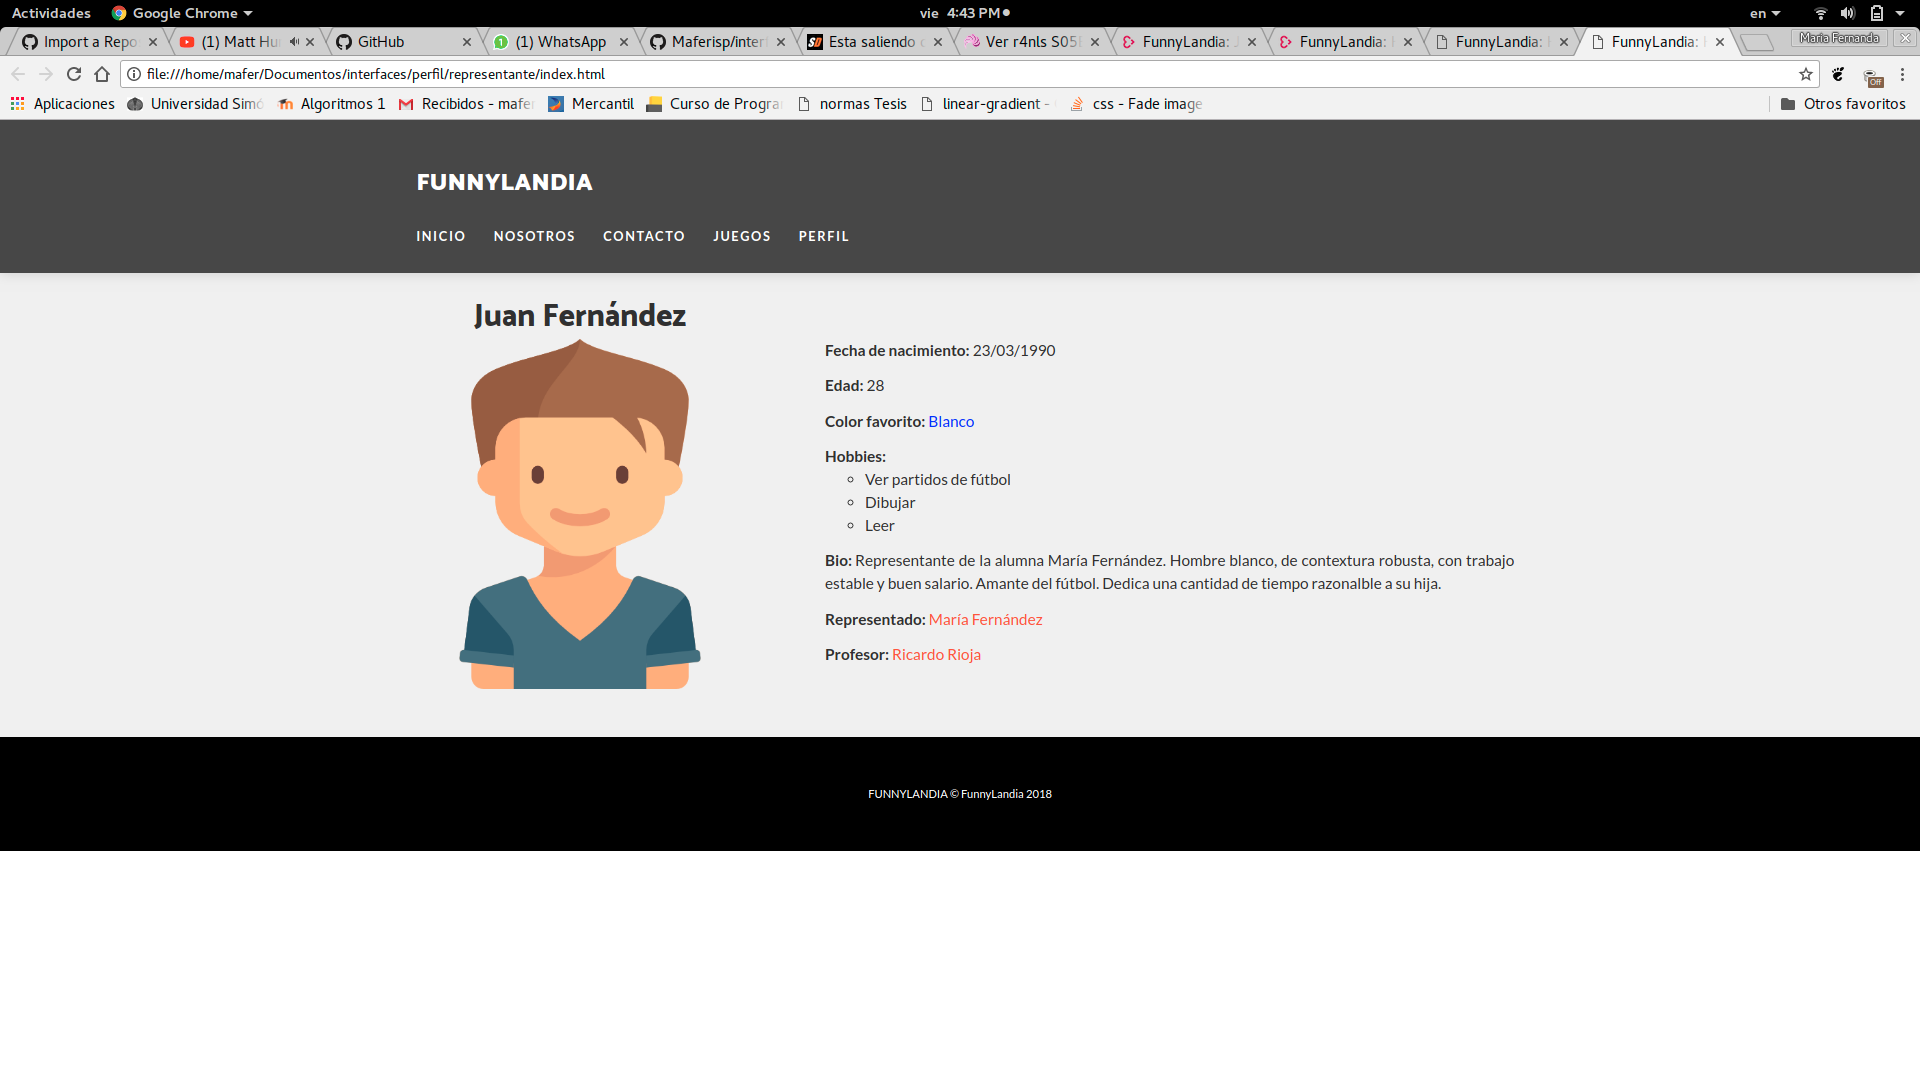 Actividades Google Chrome vie 4:43 PM en
Import a Repo (1) Matt Hu GitHub (1) WhatsApp Maferisp/inter Esta saliendo Ver r4nls S05 FunnyLandia: FunnyLandia: FunnyLandia: FunnyLandia: Maria Fernanda
file:///home/mafer/Documentos/interfaces/perfil/representante/index.html Off
Aplicaciones Universidad Simó Algoritmos 1 Recibidos - mafe Mercantil Curso de Progra normas Tesis linear-gradient - css - Fade image Otros favoritos
FUNNYLANDIA
INICIO NOSOTROS CONTACTO JUEGOS PERFIL
Juan Fernández
Fecha de nacimiento: 23/03/1990
Edad: 28
Color favorito: Blanco
Hobbies:
Ver partidos de fútbol
Dibujar
Leer
Bio: Representante de la alumna María Fernández. Hombre blanco, de contextura robusta, con trabajo
estable y buen salario. Amante del fútbol. Dedica una cantidad de tiempo razonalble a su hija.
Representado: María Fernández
Profesor: Ricardo Rioja
FUNNYLANDIA © FunnyLandia 2018